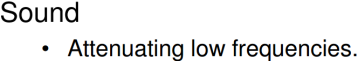 Sound
• Attenuating low frequencies.